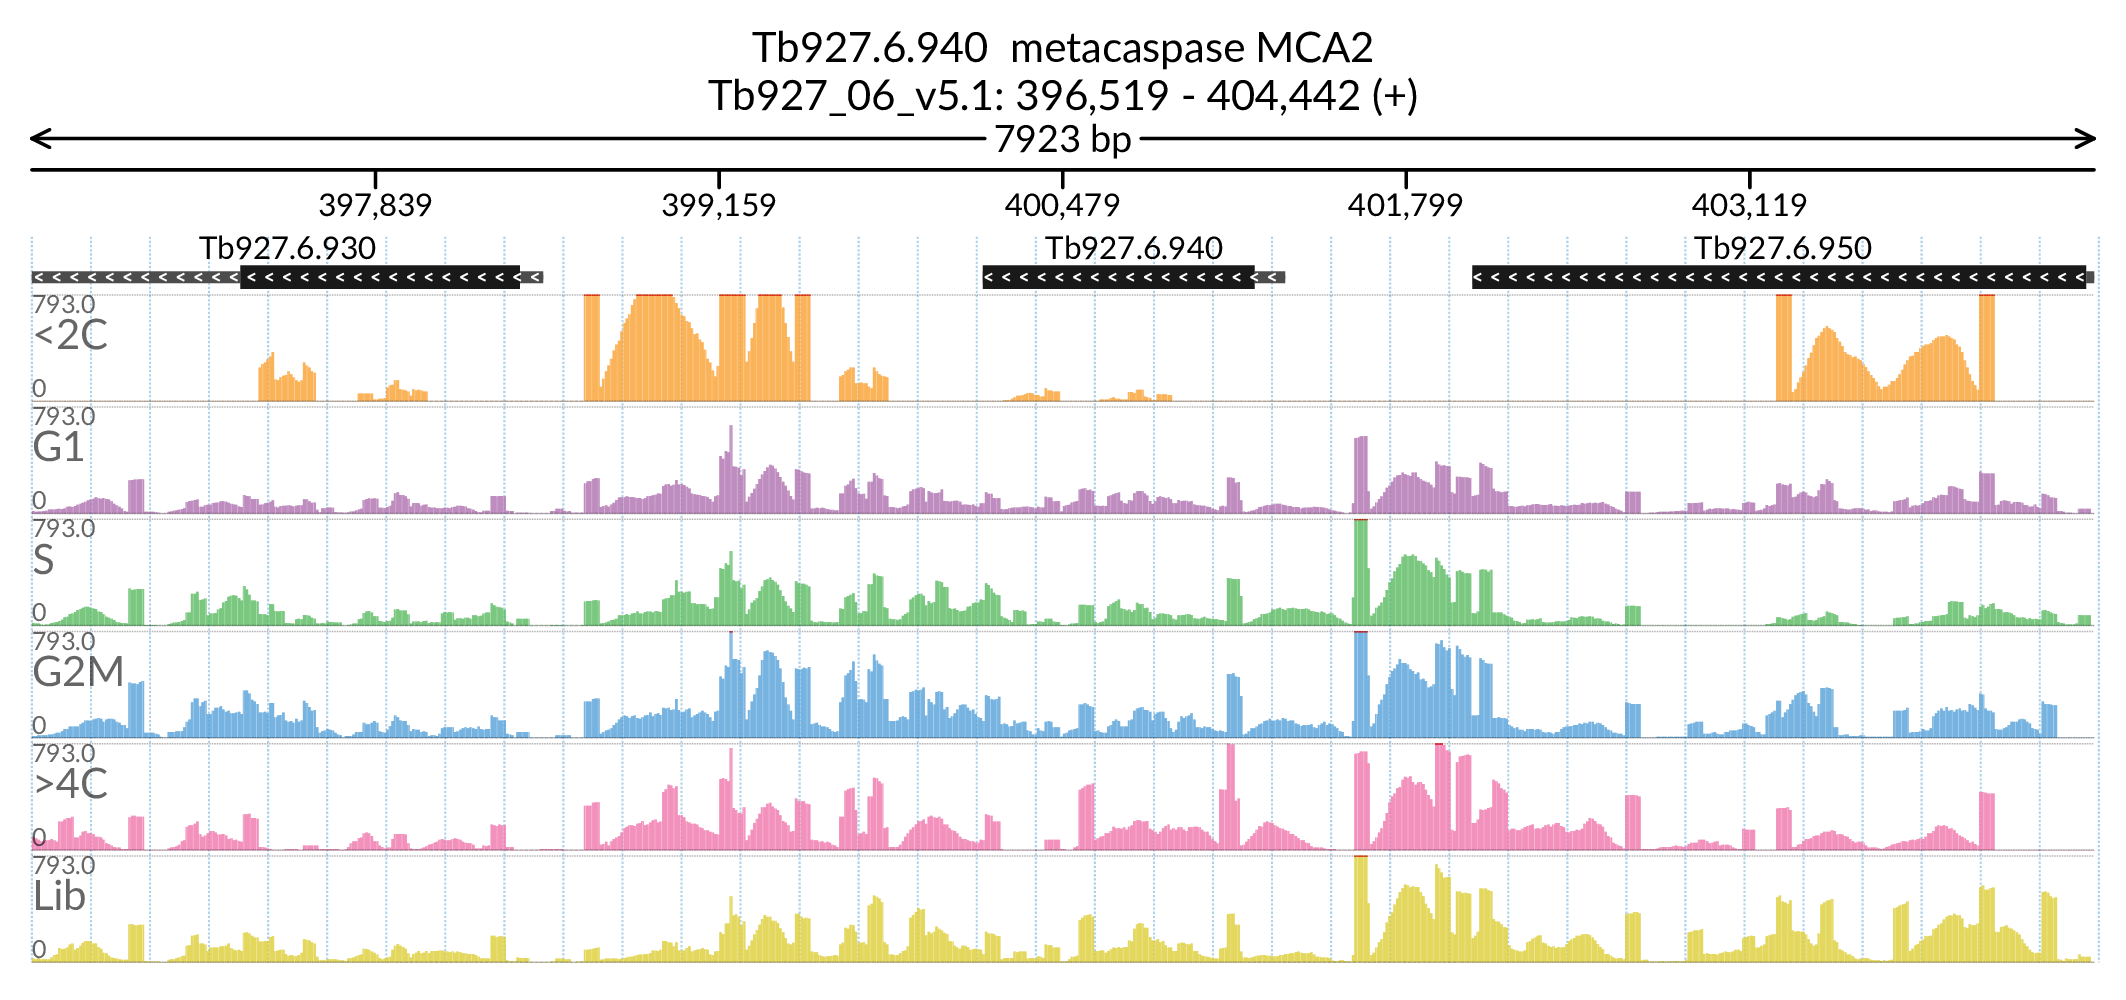 Tb927.6.940  metacaspase MCA2
Tb927_06_v5.1: 396,519 - 404,442 (+)
7923 bp
397,839 399,159 400,479 401,799 403,119
Tb927.6.930 Tb927.6.940 Tb927.6.950
793.0
<2C
0
793.0
G1
0
793.0
S
0
793.0
G2M
0
793.0
>4C
0
793.0
Lib
0